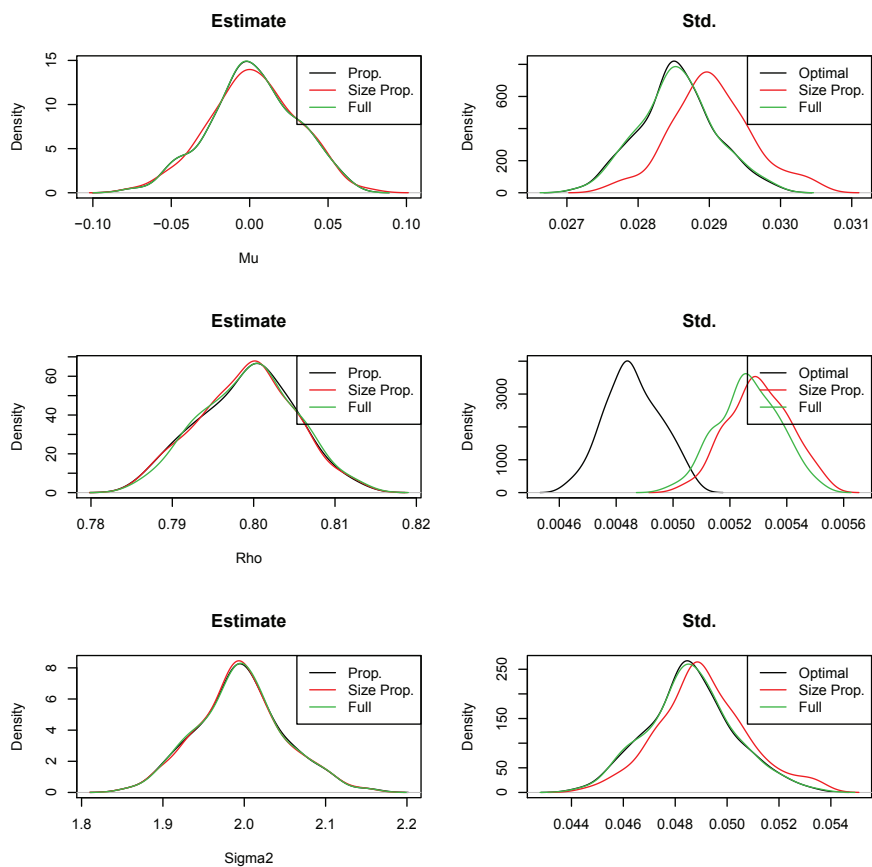 Estimate
Density
0 5 10 15
−0.10 −0.05 0.00 0.05 0.10
Mu
Prop.
Size Prop.
Full
Std.
Density
0 200 600
0.027 0.028 0.029 0.030 0.031
Optimal
Size Prop.
Full
Estimate
Density
0 20 40 60
0.78 0.79 0.80 0.81 0.82
Rho
Prop.
Size Prop.
Full
Std.
Density
0 1000 3000
0.0046 0.0048 0.0050 0.0052 0.0054 0.0056
Optimal
Size Prop.
Full
Estimate
Density
0 2 4 6 8
1.8 1.9 2.0 2.1 2.2
Sigma2
Prop.
Size Prop.
Full
Std.
Density
0 50 150 250
0.044 0.046 0.048 0.050 0.052 0.054
Optimal
Size Prop.
Full